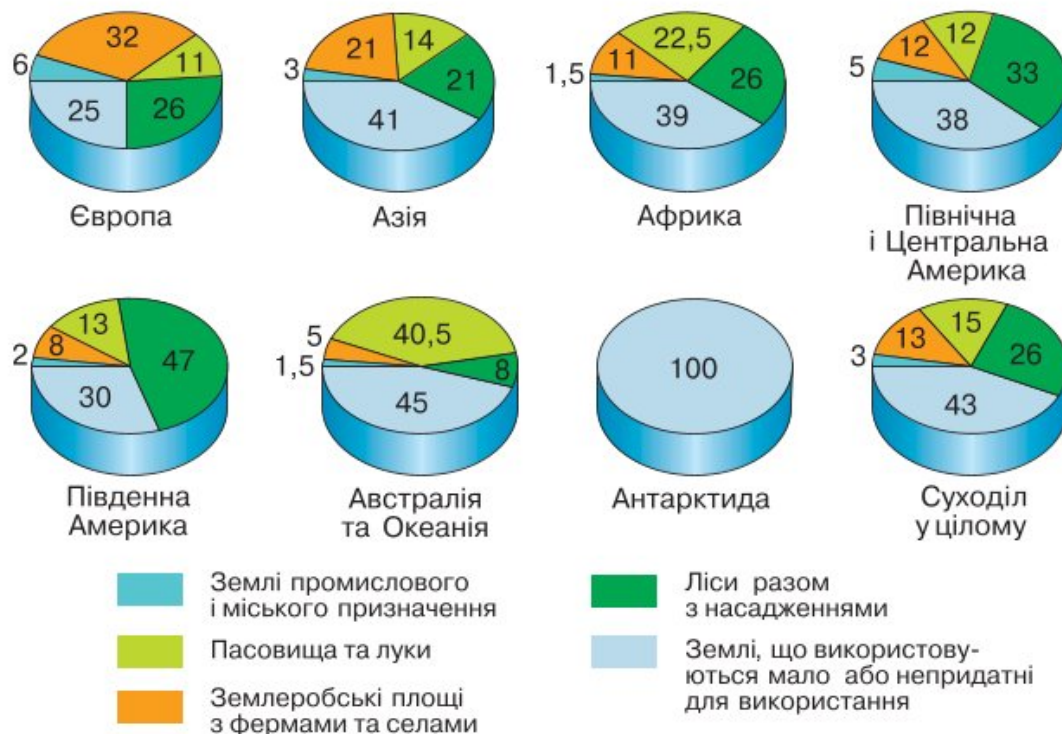 6
32
11
26
25
Європа
3
21
14
21
41
Азія
1,5
11
22,5
26
39
Африка
5
12
12
33
38
Північна
і Центральна
Америка
2
8
13
47
30
Південна
Америка
1,5
5
40,5
8
45
Австралія
та Океанія
100
Антарктида
3
13
15
26
43
Суходіл
у цілому
Землі промислового
і міського призначення
Пасовища та луки
Землеробські площі
з фермами та селами
Ліси разом
з насадженнями
Землі, що використову-
ються мало або непридатні
для використання